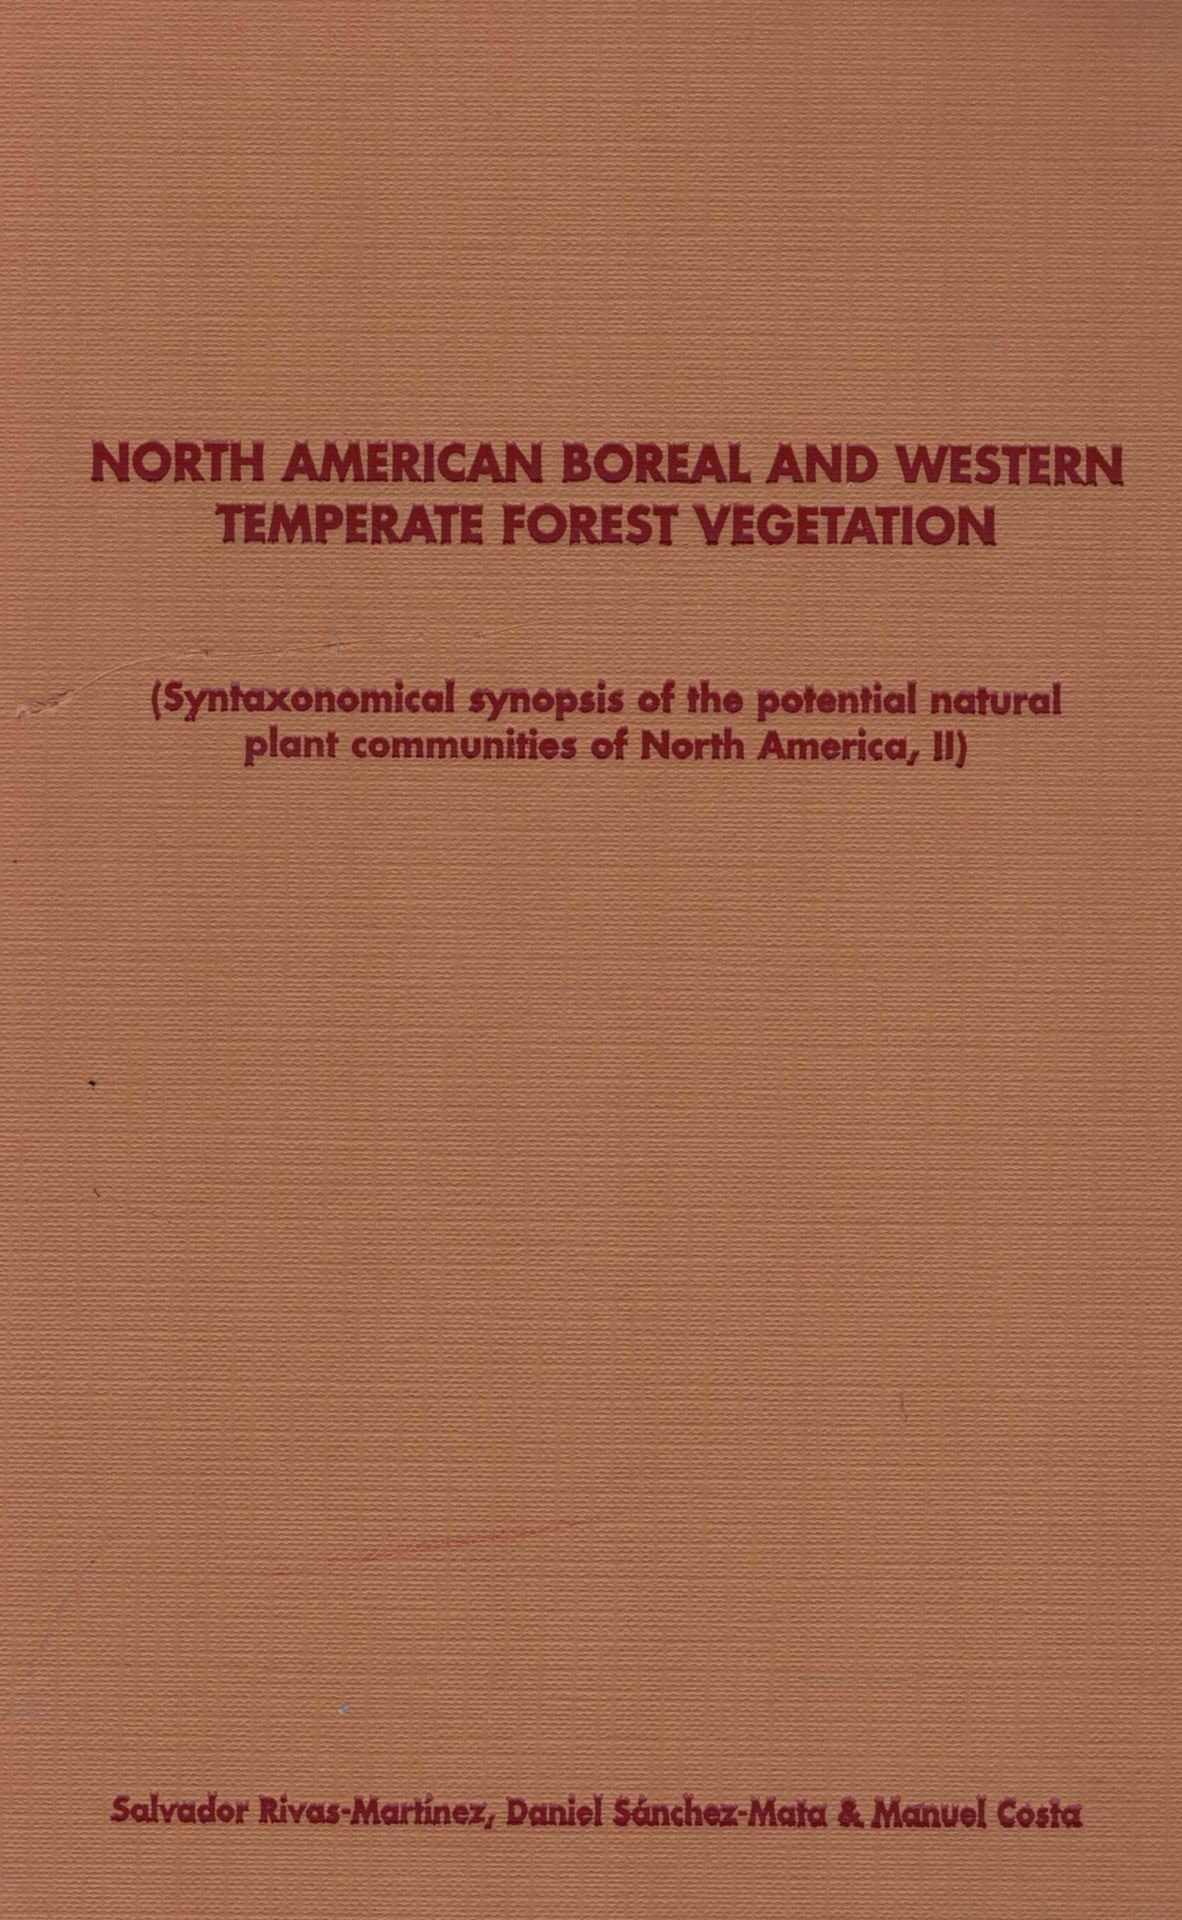 NORTH AMERICAN BOREAL AND WESTERN
TEMPERATE FOREST VEGETATION
(Syntaxonomical synopsis of the potential natural
plant communities of North America, II)
Salvador Rivas-Martínez, Daniel Sánchez-Mata & Manuel Costa